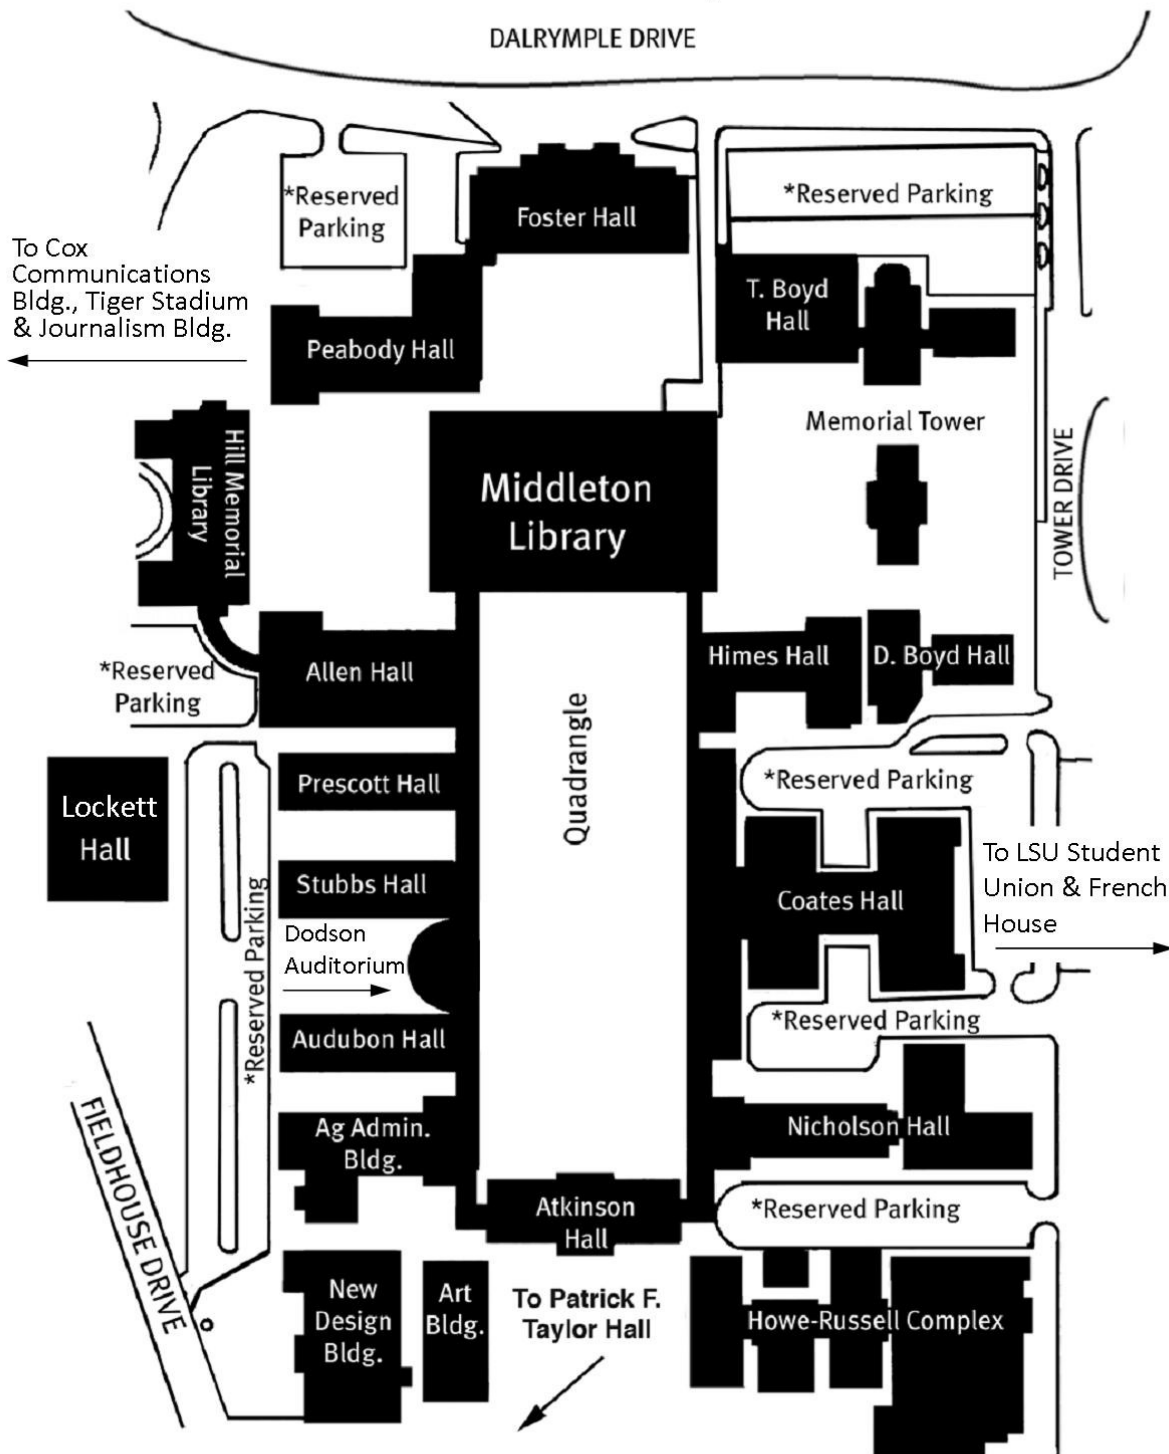 DALRYMPLE DRIVE
*Reserved
Parking
Foster Hall
*Reserved Parking
To Cox
Communications
Bldg., Tiger Stadium
& Journalism Bldg.
T. Boyd
Hall
Peabody Hall
Memorial Tower
Hill Memorial
Library
Middleton
Library
TOWER DRIVE
*Reserved
Parking
Allen Hall
Himes Hall
D. Boyd Hall
Quadrangle
Prescott Hall
*Reserved Parking
Lockett
Hall
Stubbs Hall
Coates Hall
To LSU Student
Union & French
House
*Reserved Parking
Dodson
Auditorium
Audubon Hall
*Reserved Parking
Ag Admin.
Bldg.
Nicholson Hall
FIELDHOUSE DRIVE
Atkinson
Hall
*Reserved Parking
New
Design
Bldg.
Art
Bldg.
To Patrick F.
Taylor Hall
Howe-Russell Complex